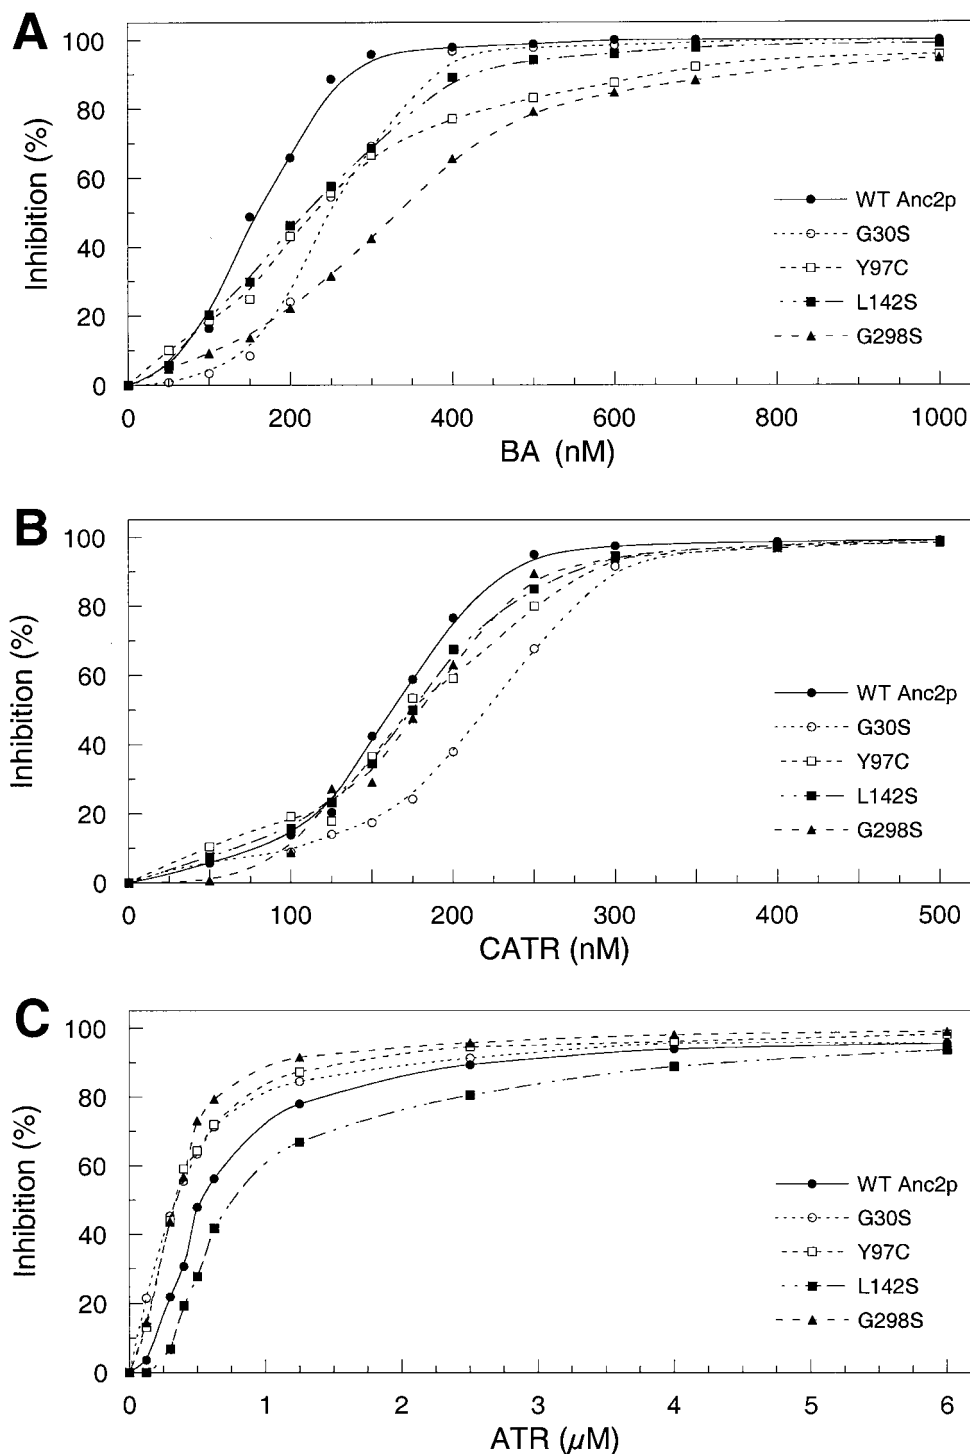 A
Inhibition (%)
100
80
60
40
20
0
WT Anc2p
G30S
Y97C
L142S
G298S
0 200 400 600 800 1000
BA (nM)
B
Inhibition (%)
100
80
60
40
20
0
WT Anc2p
G30S
Y97C
L142S
G298S
0 100 200 300 400 500
CATR (nM)
C
Inhibition (%)
100
80
60
40
20
0
WT Anc2p
G30S
Y97C
L142S
G298S
0 1 2 3 4 5 6
ATR (μM)